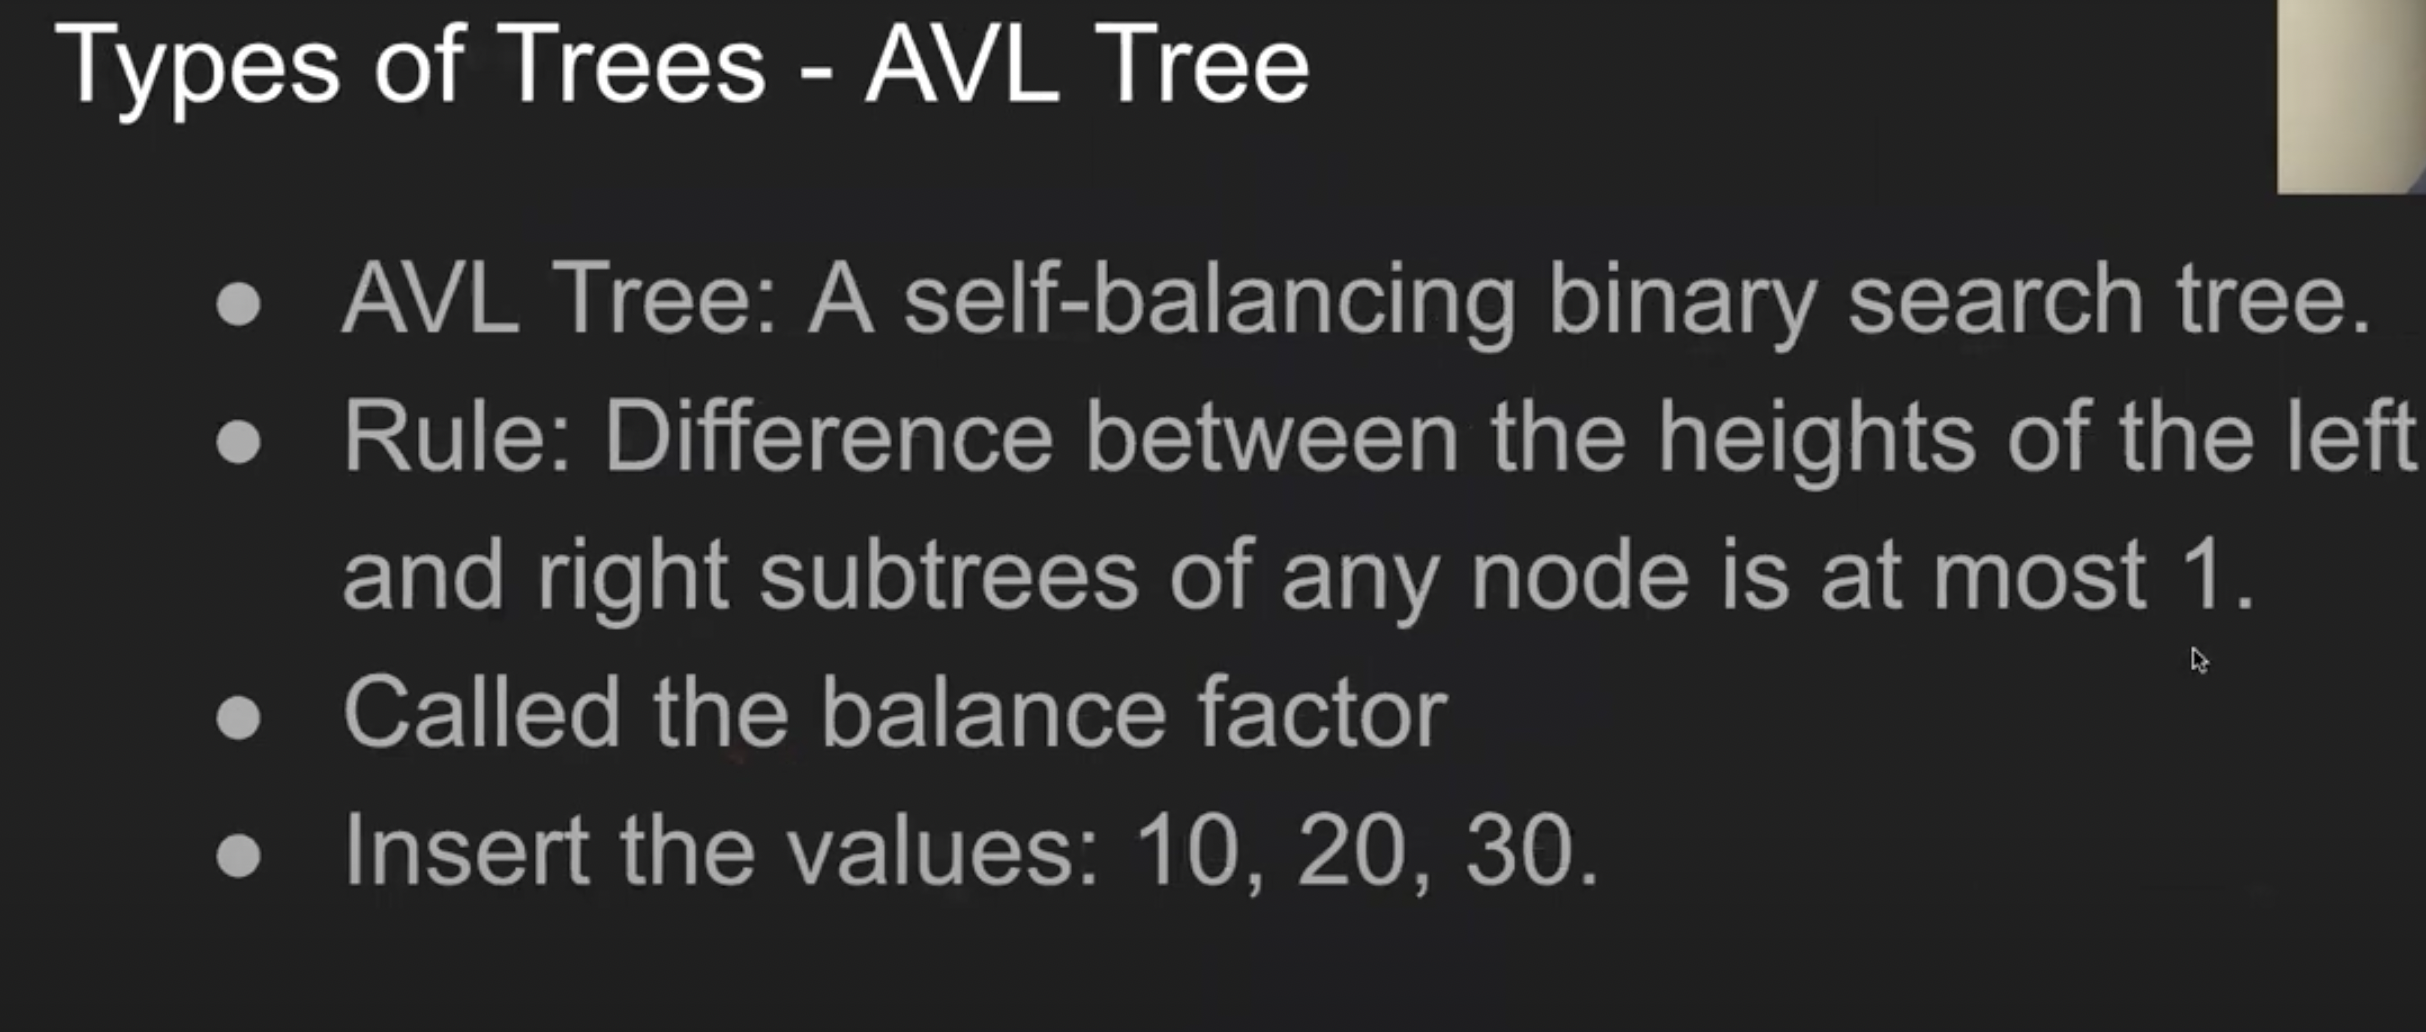 Types of Trees - AVL Tree
● AVL Tree: A self-balancing binary search tree.
● Rule: Difference between the heights of the left
and right subtrees of any node is at most 1.
● Called the balance factor
● Insert the values: 10, 20, 30.